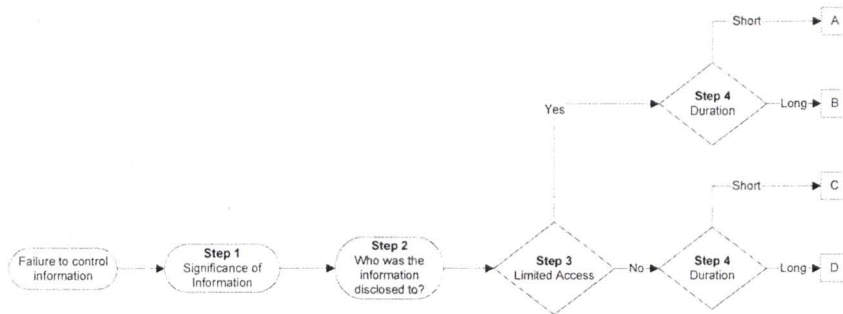 Short
A
Step 4
Duration
Yes
Long
B
Short
C
Failure to control
information
Step 1
Significance of
Information
Step 2
Who was the
information
disclosed to?
Step 3
Limited Access
No
Step 4
Duration
Long
D